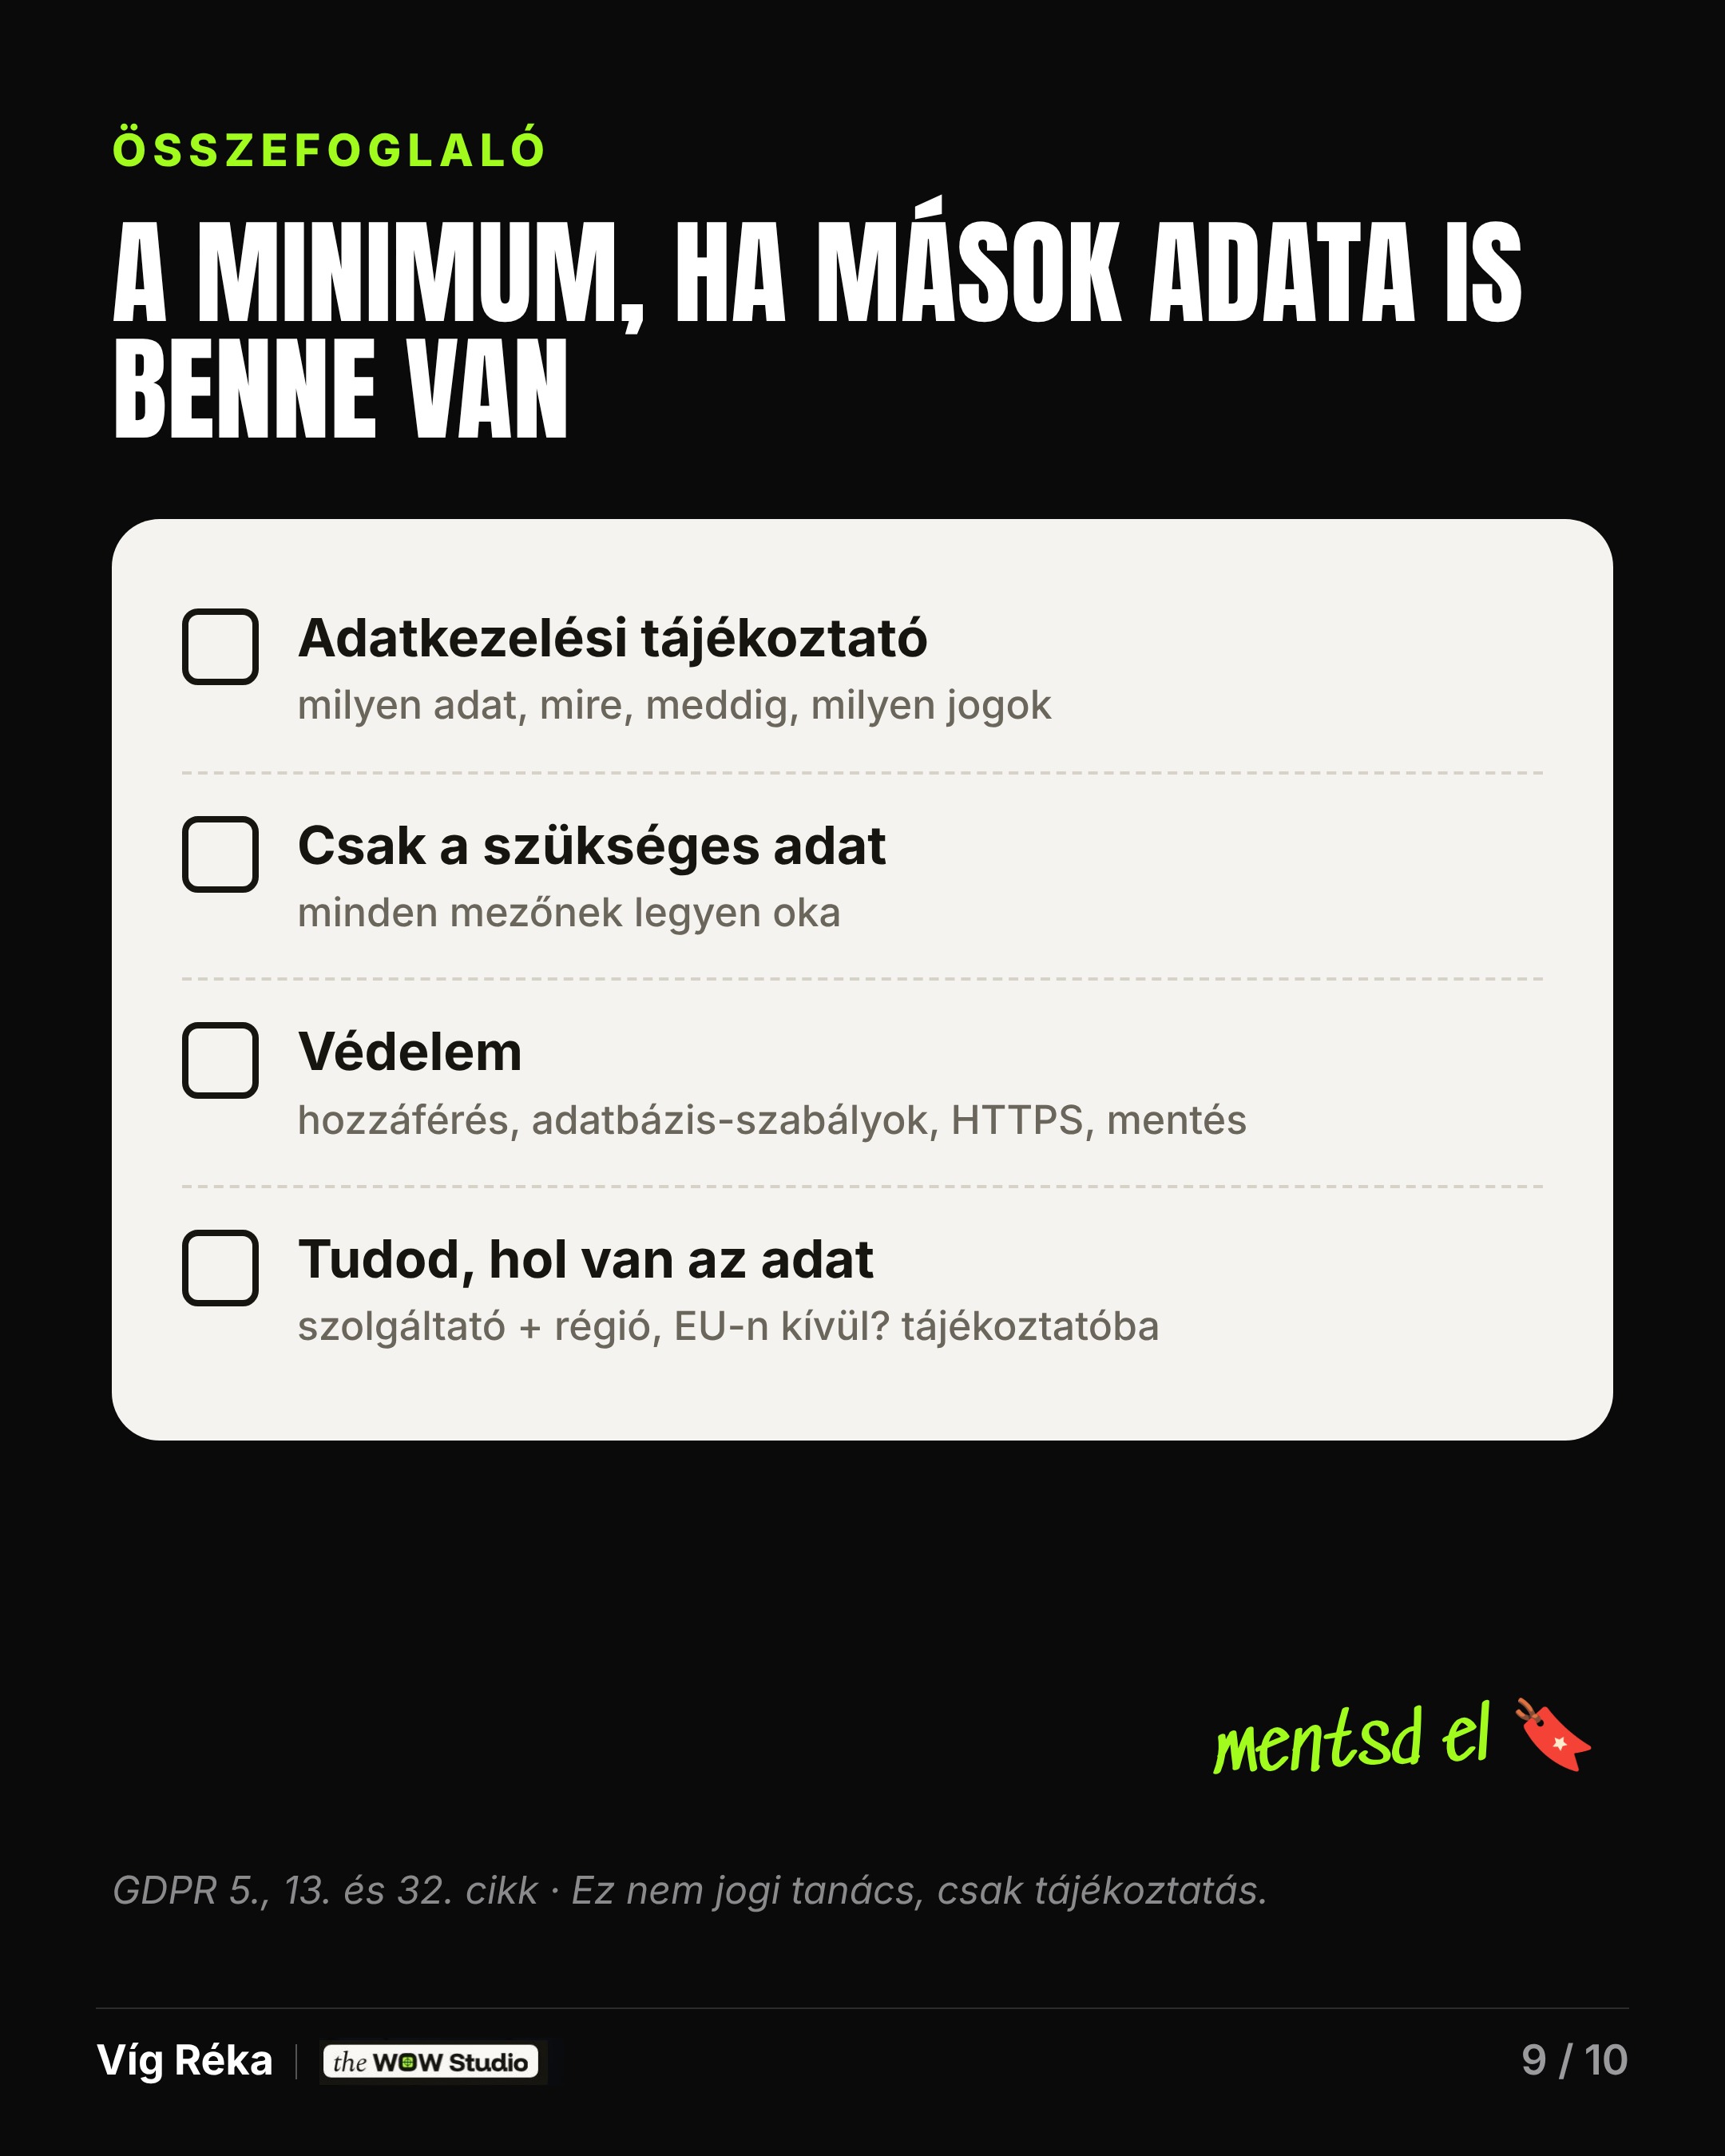 ÖSSZEFOGLALÓ
A MINIMUM, HA MÁSOK ADATA IS
BENNE VAN
Adatkezelési tájékoztató
milyen adat, mire, meddig, milyen jogok
Csak a szükséges adat
minden mezőnek legyen oka
Védelem
hozzáférés, adatbázis-szabályok, HTTPS, mentés
Tudod, hol van az adat
szolgáltató + régió, EU-n kívül? tájékoztatóba
mentsd el
GDPR 5., 13. és 32. cikk · Ez nem jogi tanács, csak tájékoztatás.
Víg Réka
the WOW Studio
9 / 10